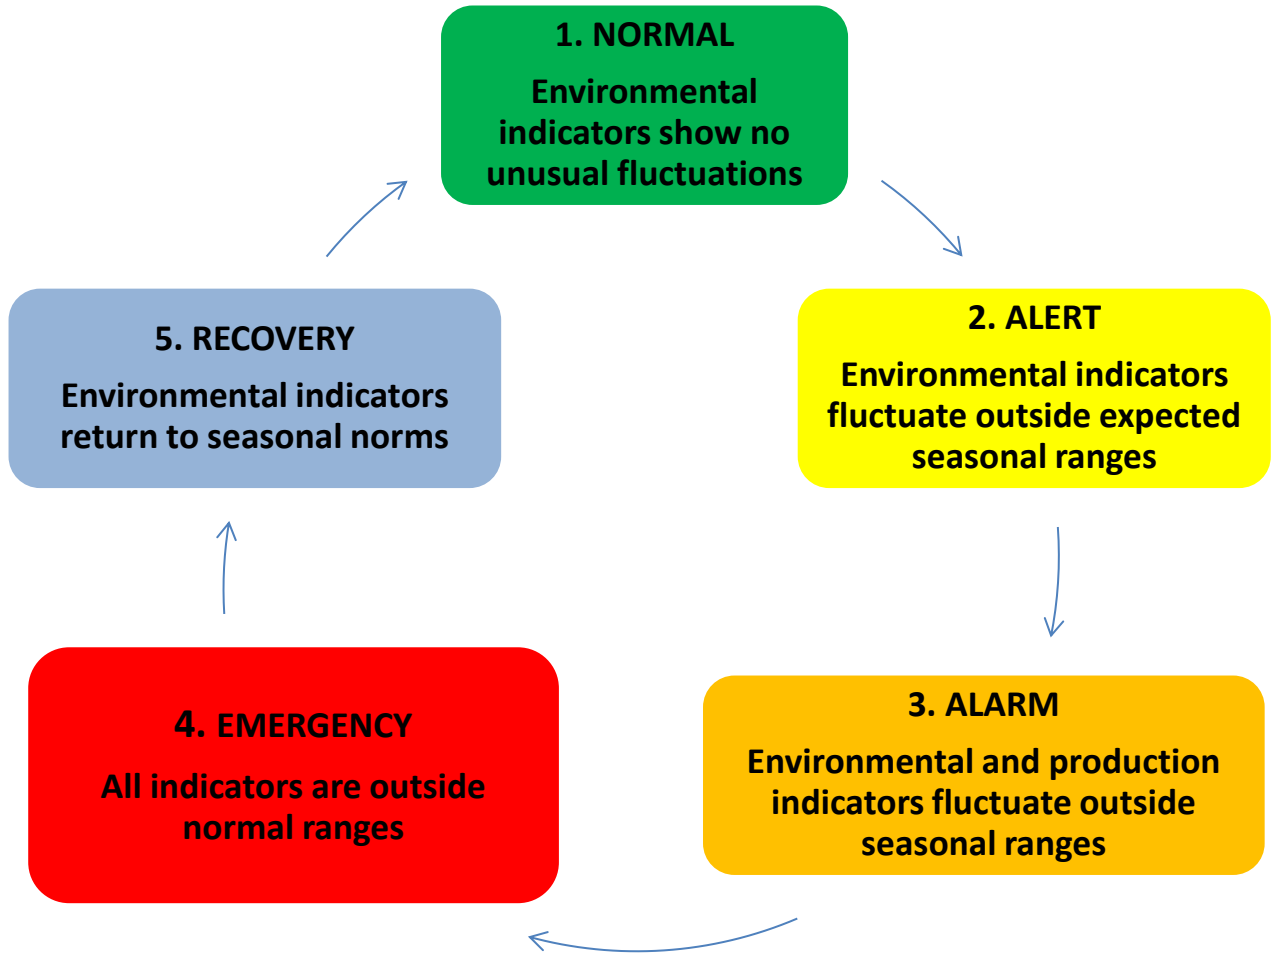 1. NORMAL
Environmental
indicators show no
unusual fluctuations
2. ALERT
Environmental indicators
fluctuate outside expected
seasonal ranges
3. ALARM
Environmental and production
indicators fluctuate outside
seasonal ranges
4. EMERGENCY
All indicators are outside
normal ranges
5. RECOVERY
Environmental indicators
return to seasonal norms